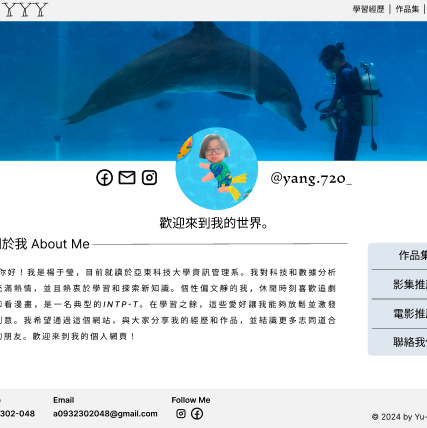 YYY
學習經歷 | 作品集 |
@yang.720_
歡迎來到我的世界。
於我 About Me
你好！我是楊于瑩，目前就讀於亞東科技大學資訊管理系。我對科技和數據分析
充滿熱情，並且熱衷於學習和探索新知識。個性偏文靜的我，休閒時刻喜歡追劇
和看漫畫，是一名典型的INTP-T。在學習之餘，這些愛好讓我能夠放鬆並激發
創意。我希望通過這個網站，與大家分享我的經歷和作品，並結識更多志同道合
的朋友。歡迎來到我的個人網頁！
作品集
影集推
電影推
聯絡我
Email
Follow Me
302-048
a0932302048@gmail.com
© 2024 by Yu-